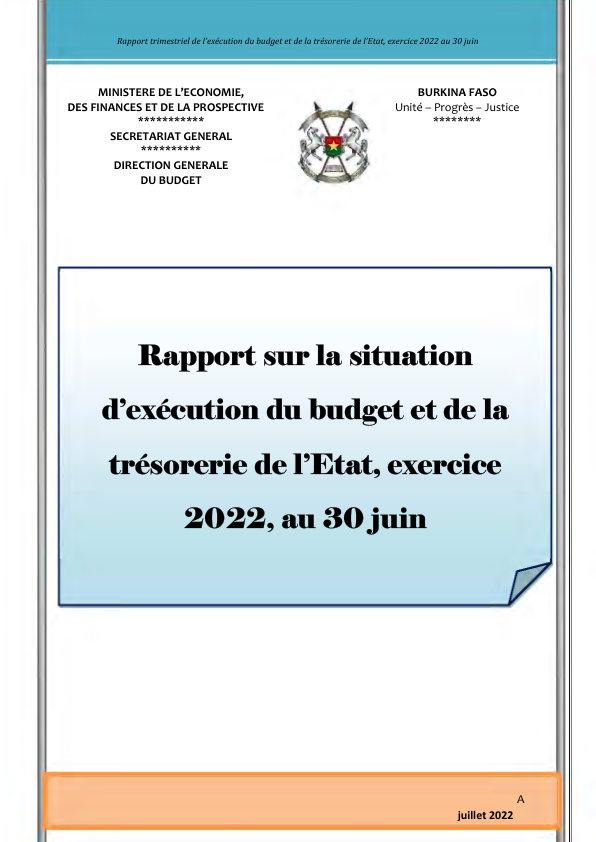 Rapport trimestriel de l'exécution du budget et de la trésorerie de l'Etat, exercice 2022 au 30 juin
MINISTERE DE L'ECONOMIE,
DES FINANCES ET DE LA PROSPECTIVE
***********
SECRETARIAT GENERAL
**********
DIRECTION GENERALE
DU BUDGET
BURKINA FASO
Unité – Progrès – Justice
********
Rapport sur la situation
d'exécution du budget et de la
trésorerie de l'Etat, exercice
2022, au 30 juin
A
juillet 2022